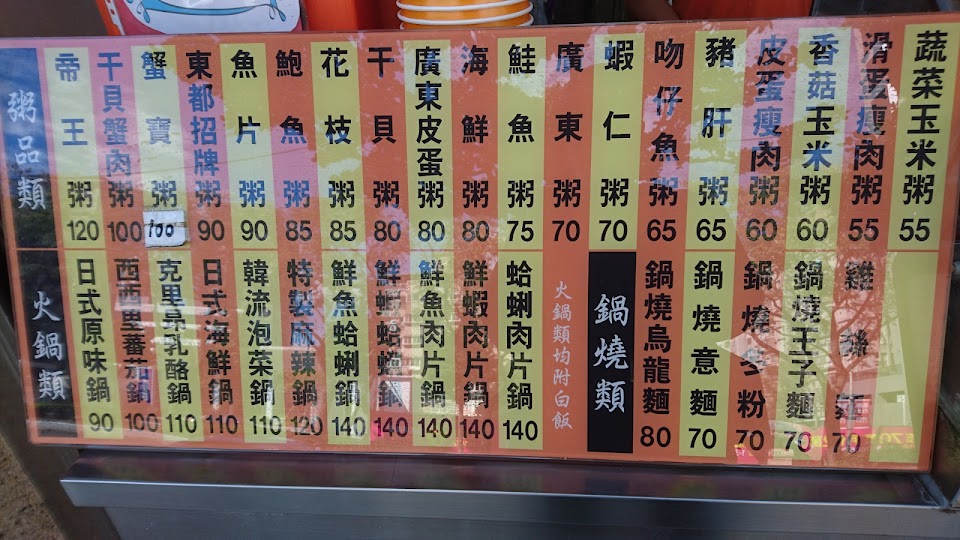 粥品類
帝王粥 120
干貝蟹肉粥 100
蟹寶粥 100
東都招牌粥 90
魚片粥 90
鮑魚粥 85
花枝粥 85
干貝粥 80
廣東皮蛋粥 80
海鮮粥 80
鮭魚粥 75
廣東粥 70
蝦仁粥 70
吻仔魚粥 65
豬肝粥 65
皮蛋瘦肉粥 60
香菇玉米粥 60
滑蛋瘦肉粥 55
蔬菜玉米粥 55
火鍋類
日式原味鍋 90
西西里蕃茄鍋 100
克里昂乳酪鍋 110
日式海鮮鍋 110
韓流泡菜鍋 110
特製麻辣鍋 120
鮮魚蛤蜊鍋 140
鮮蝦蛤蜊鍋 140
鮮魚肉片鍋 140
鮮蝦肉片鍋 140
蛤蜊肉片鍋 140
火鍋類均附白飯
鍋燒類
鍋燒烏龍麵 80
鍋燒意麵 70
鍋燒冬粉 70
鍋燒王子麵 70
雞絲麵 70